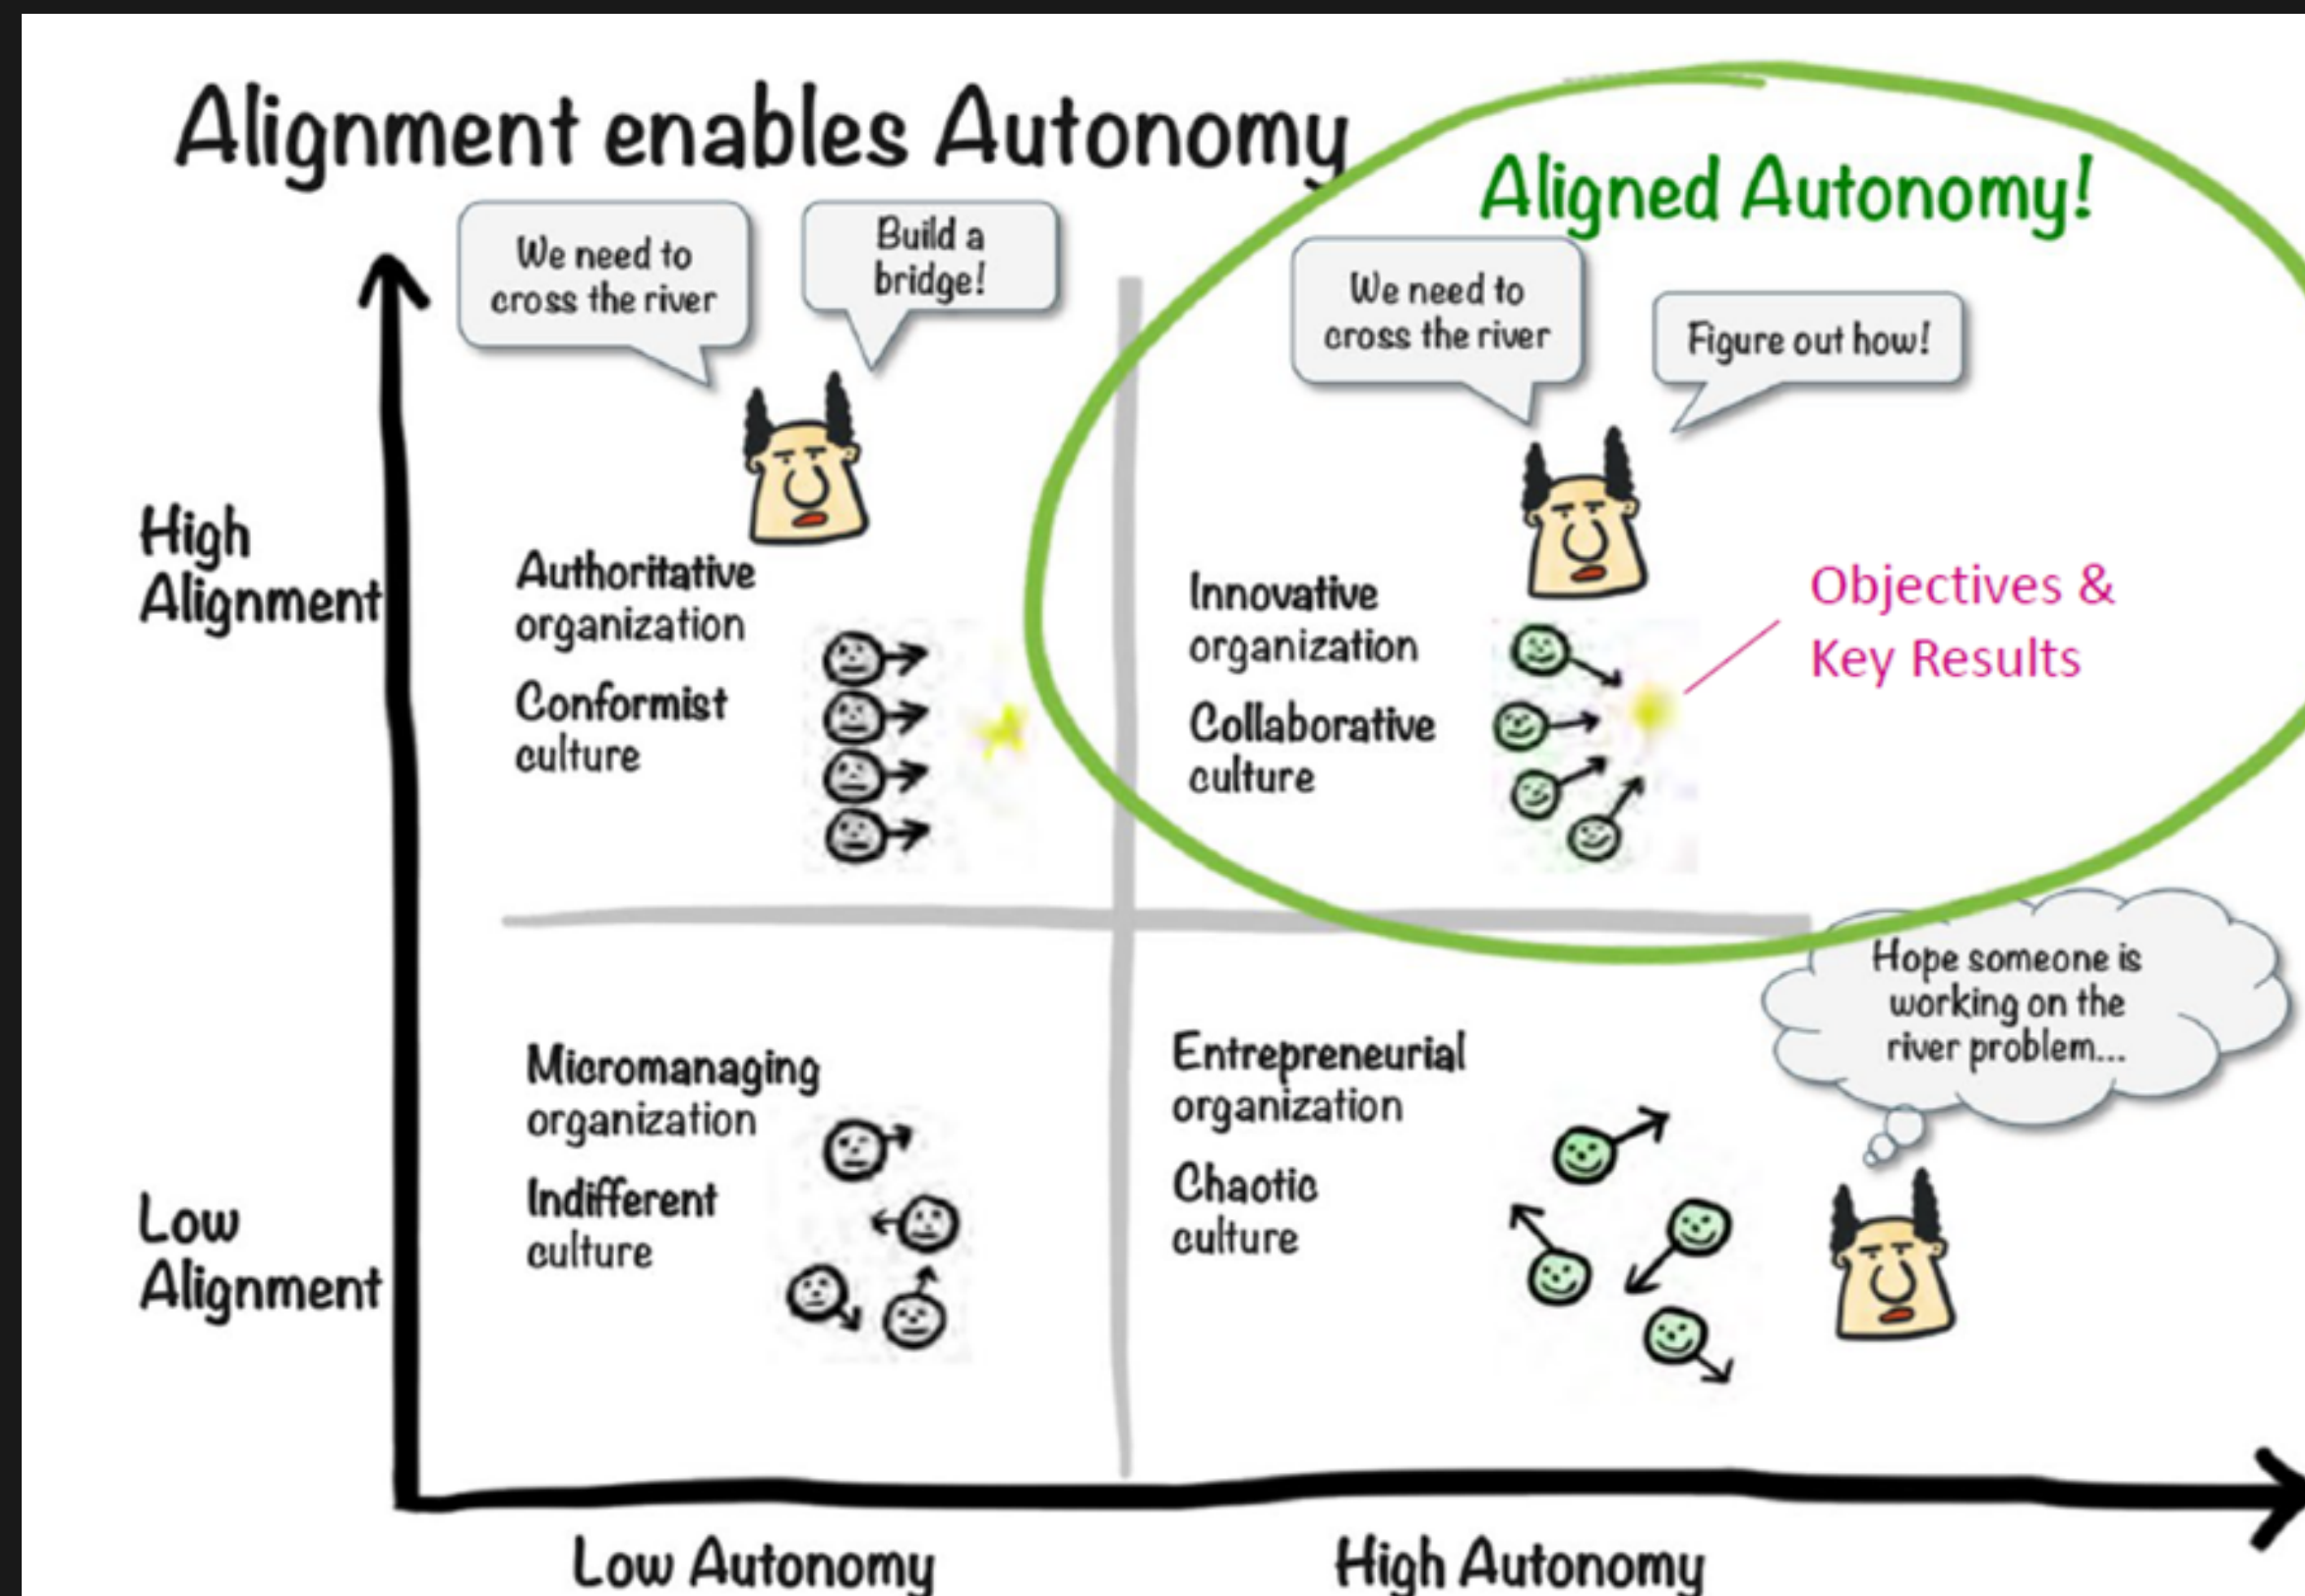 Alignment enables Autonomy
Aligned Autonomy!
We need to
cross the river
Build a
bridge!
We need to
cross the river
Figure out how!
High
Alignment
Authoritative
organization
Conformist
culture
Innovative
organization
Collaborative
culture
Objectives &
Key Results
Hope someone is
working on the
river problem...
Low
Alignment
Micromanaging
organization
Indifferent
culture
Entrepreneurial
organization
Chaotic
culture
Low Autonomy
High Autonomy